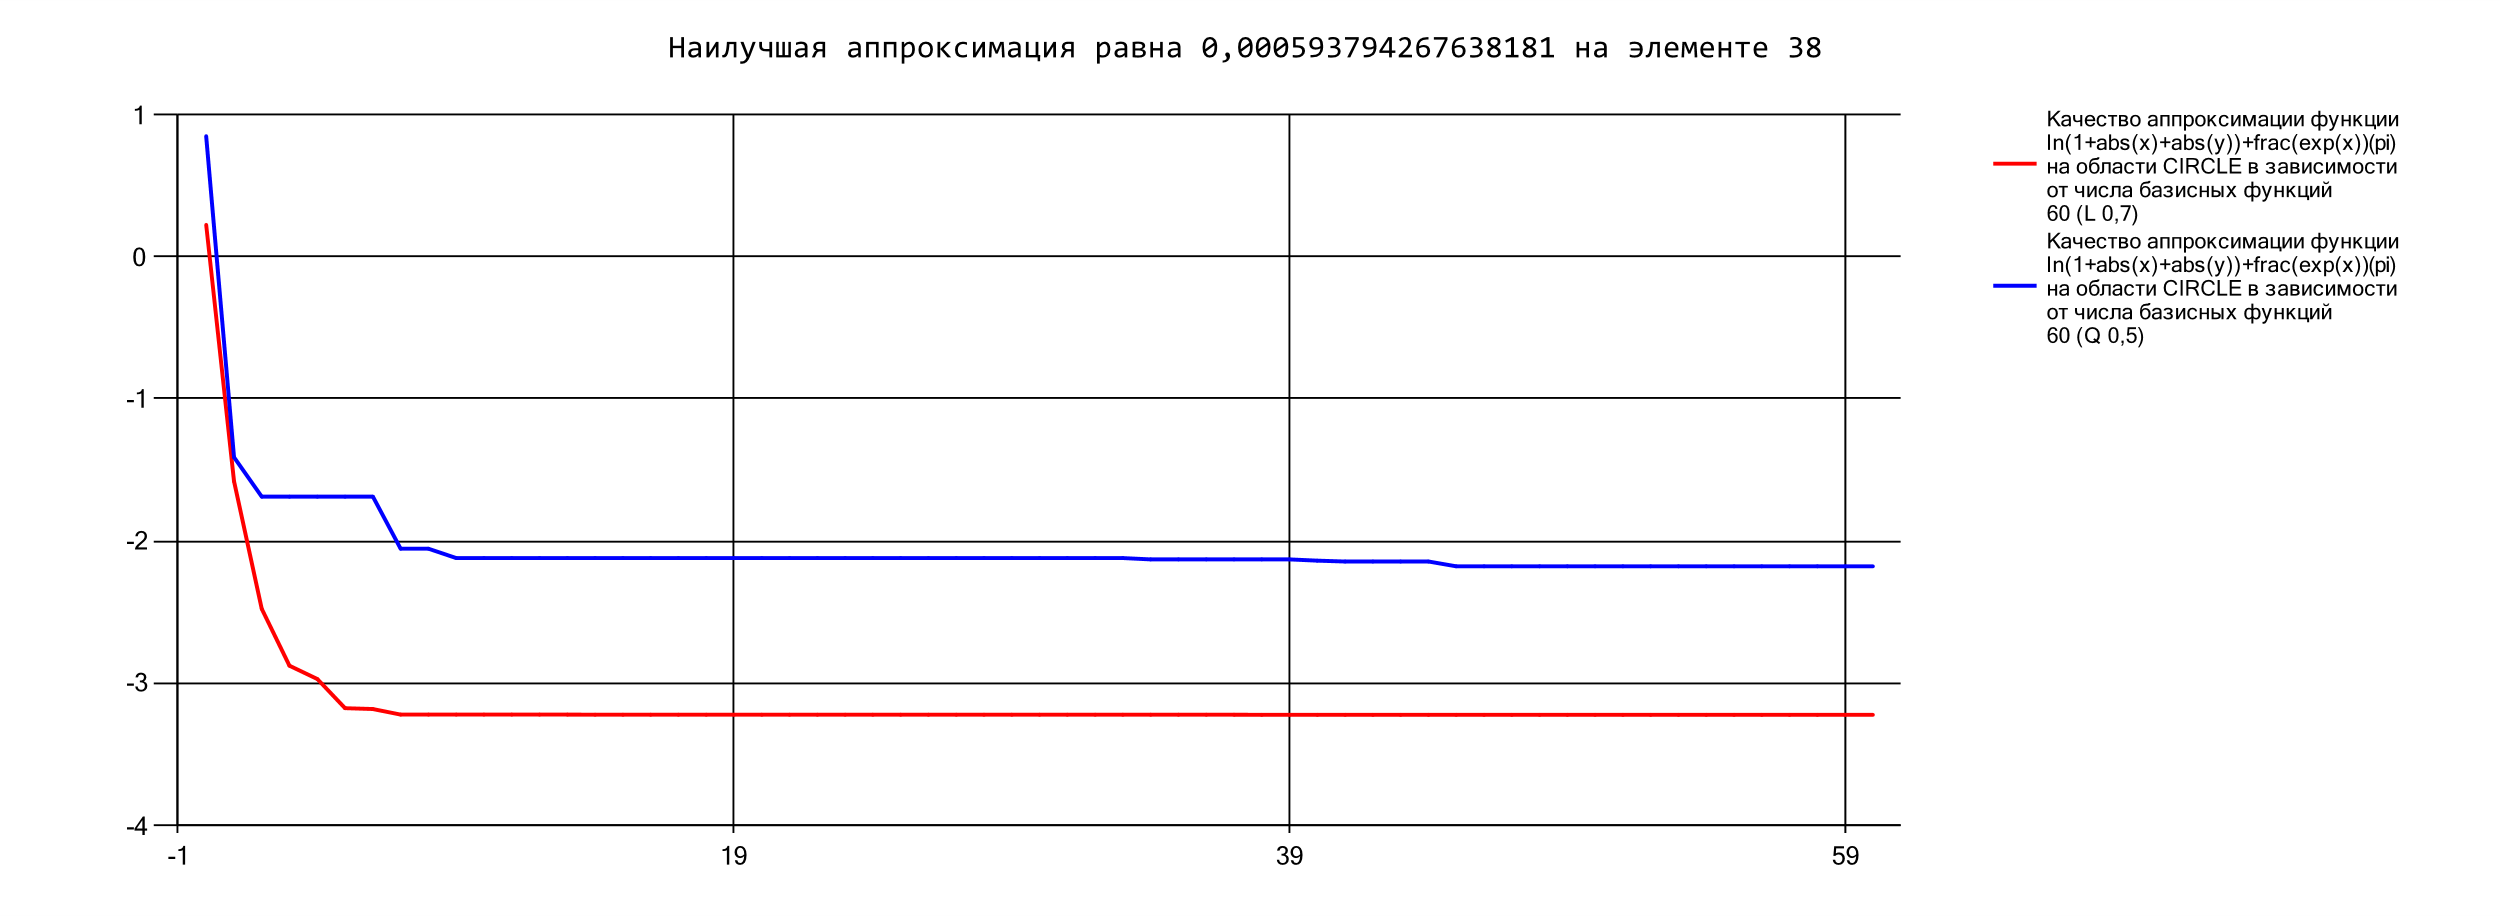 Наилучшая аппроксимация равна 0,000593794267638181 на элементе 38
1
0
-1
-2
-3
-4
-1
19
39
59
Качество аппроксимации функции
ln(1+abs(x)+abs(y))+frac(exp(x))(pi)
на области CIRCLE в зависимости
от числа базисных функций
60 (L 0,7)
Качество аппроксимации функции
ln(1+abs(x)+abs(y))+frac(exp(x))(pi)
на области CIRCLE в зависимости
от числа базисных функций
60 (Q 0,5)